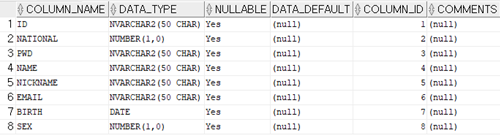 COLUMN_NAME DATA_TYPE NULLABLE DATA_DEFAULT COLUMN_ID COMMENTS
1 ID NVARCHAR2(50 CHAR) Yes (null) 1 (null)
2 NATIONAL NUMBER(1,0) Yes (null) 2 (null)
3 PWD NVARCHAR2(50 CHAR) Yes (null) 3 (null)
4 NAME NVARCHAR2(50 CHAR) Yes (null) 4 (null)
5 NICKNAME NVARCHAR2(50 CHAR) Yes (null) 5 (null)
6 EMAIL NVARCHAR2(50 CHAR) Yes (null) 6 (null)
7 BIRTH DATE Yes (null) 7 (null)
8 SEX NUMBER(1,0) Yes (null) 8 (null)